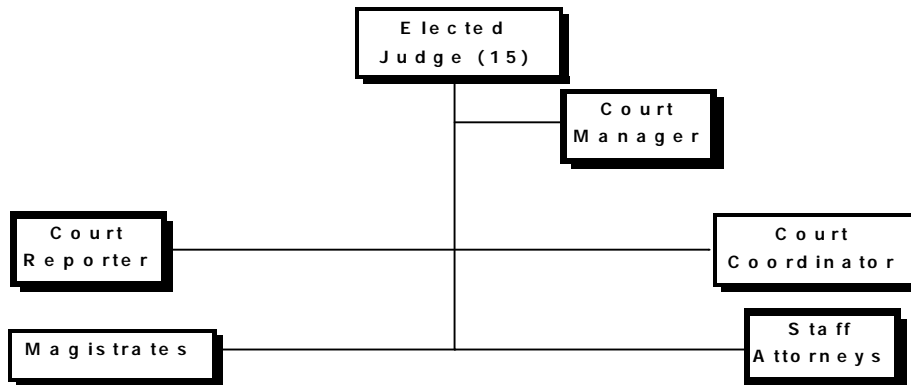 Elected
Judge (15)
Court
Manager
Court
Reporter
Court
Coordinator
Magistrates
Staff
Attorneys